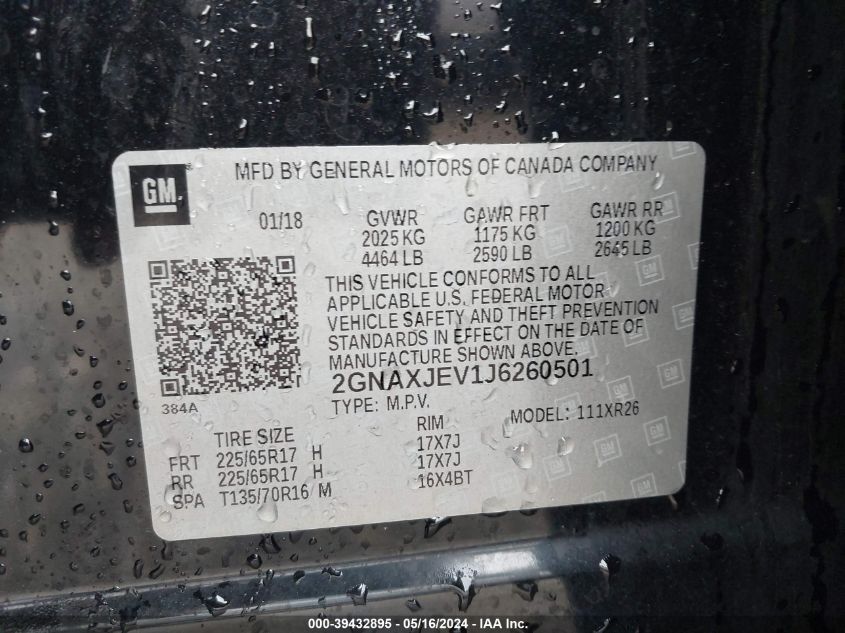 MFD BY GENERAL MOTORS OF CANADA COMPANY
GM
01/18 GVWR GAWR FRT GAWR RR
2025 KG 1175 KG 1200 KG
4464 LB 2590 LB 2645 LB
THIS VEHICLE CONFORMS TO ALL
APPLICABLE U.S. FEDERAL MOTOR
VEHICLE SAFETY AND THEFT PREVENTION
STANDARDS IN EFFECT ON THE DATE OF
MANUFACTURE SHOWN ABOVE.
384A
2GNAXJEV1J6260501
TYPE: M.P.V. MODEL: 111XR26
TIRE SIZE RIM
FRT 225/65R17 H 17X7J
RR 225/65R17 H 17X7J
SPA T135/70R16 M 16X4BT
000-39432895 - 05/16/2024 - IAA Inc.